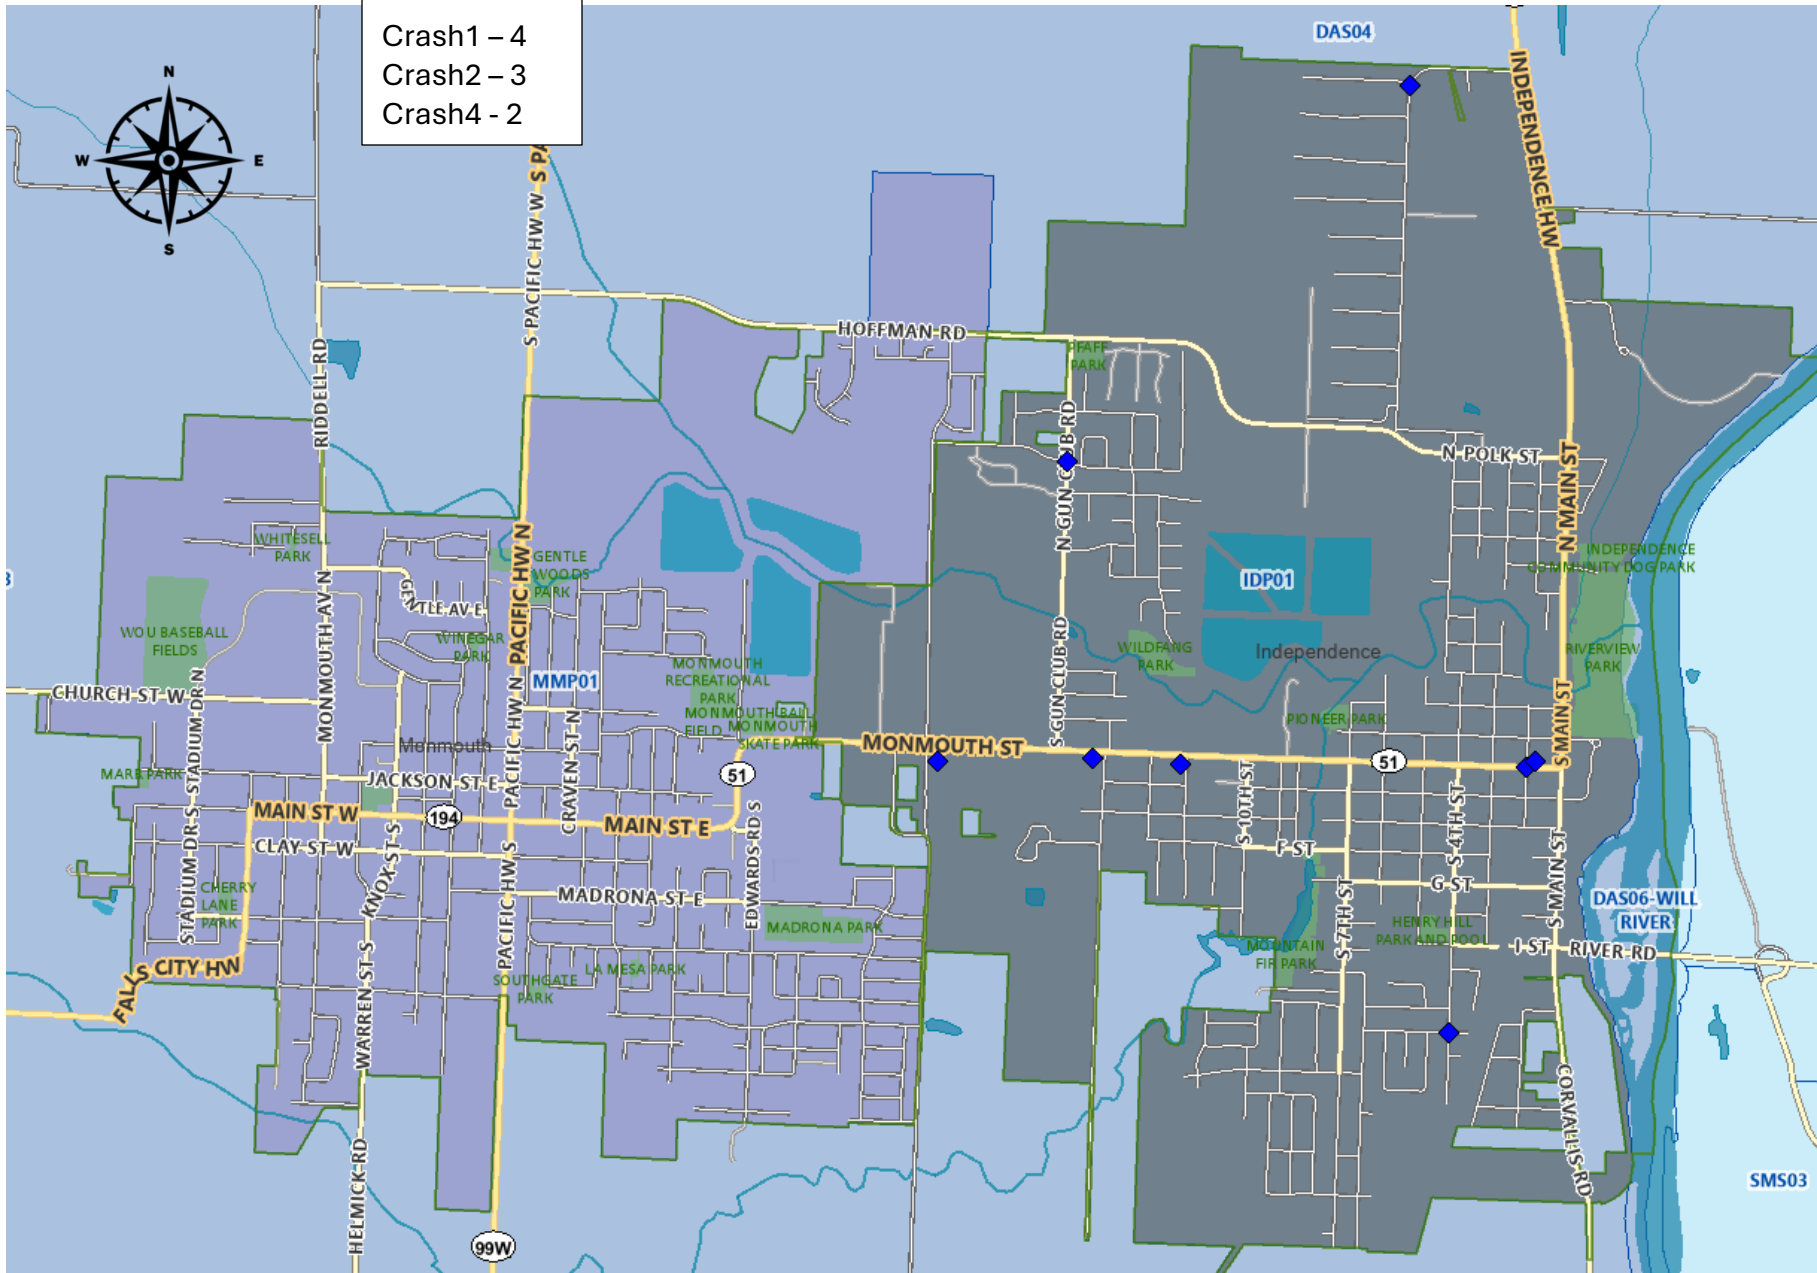 Crash1 – 4
Crash2 – 3
Crash4 - 2
DAS04
N
W
E
S
S PACIFIC HW W
S PA
INDEPENDENCE HW
HOFFMAN RD
RIDDELL RD
PFAFF
PARK
N GUN CLUB RD
N POLK ST
N MAIN ST
WHITESELL
PARK
PACIFIC HW N
GENTLE
WOODS
PARK
INDEPENDENCE
COMMUNITY DOG PARK
IDP01
GENTLE AV E
WOU BASEBALL
FIELDS
MONMOUTH AV N
WINEGAR
PARK
MMP01
S GUN CLUB RD
WILDFANG
PARK
Independence
RIVERVIEW
PARK
CHURCH ST W
STADIUM DR N
PACIFIC HW N
MONMOUTH
RECREATIONAL
PARK
MONMOUTH BALL
FIELD
MONMOUTH
SKATE PARK
CRAVEN ST N
Monmouth
MONMOUTH ST
PIONEER PARK
S MAIN ST
51
51
MARR PARK
JACKSON ST E
MAIN ST W
194
MAIN ST E
STADIUM DR S
KNOX ST S
CLAY ST W
EDWARDS RD S
S 10TH ST
F ST
S 4TH ST
S MAIN ST
G ST
CHERRY
LANE
PARK
MADRONA ST E
MADRONA PARK
S 7TH ST
HENRY HILL
PARK AND POOL
DAS06-WILL
RIVER
PACIFIC HW S
FALLS CITY HW
WARREN ST S
SOUTHGATE
PARK
LA MESA PARK
MOUNTAIN
FIR PARK
I ST
RIVER RD
CORVALLIS RD
HELMICK RD
99W
SMS03